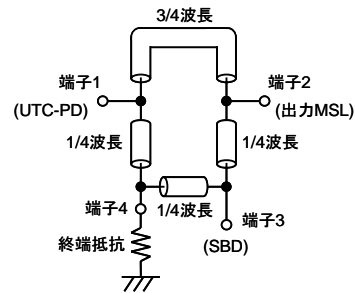 3/4波長
端子1
(UTC-PD)
端子2
(出力MSL)
1/4波長
1/4波長
端子4
1/4波長
端子3
(SBD)
終端抵抗